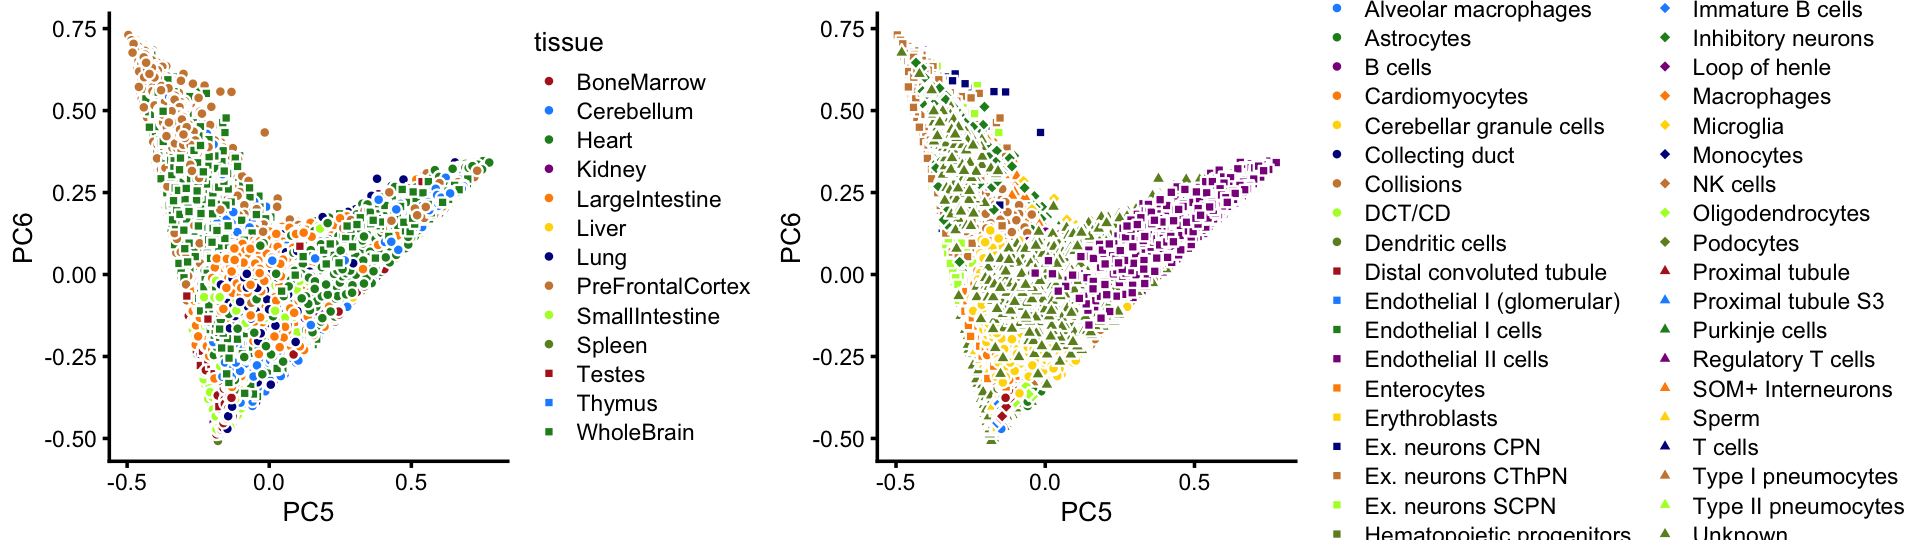 0.75
0.50
0.25
0.00
-0.25
-0.50
PC6
-0.5 0.0 0.5
PC5
tissue
BoneMarrow
Cerebellum
Heart
Kidney
LargeIntestine
Liver
Lung
PreFrontalCortex
SmallIntestine
Spleen
Testes
Thymus
WholeBrain
0.75
0.50
0.25
0.00
-0.25
-0.50
PC6
-0.5 0.0 0.5
PC5
Alveolar macrophages
Astrocytes
B cells
Cardiomyocytes
Cerebellar granule cells
Collecting duct
Collisions
DCT/CD
Dendritic cells
Distal convoluted tubule
Endothelial I (glomerular)
Endothelial I cells
Endothelial II cells
Enterocytes
Erythroblasts
Ex. neurons CPN
Ex. neurons CThPN
Ex. neurons SCPN
Hematopoietic progenitors
Immature B cells
Inhibitory neurons
Loop of henle
Macrophages
Microglia
Monocytes
NK cells
Oligodendrocytes
Podocytes
Proximal tubule
Proximal tubule S3
Purkinje cells
Regulatory T cells
SOM+ Interneurons
Sperm
T cells
Type I pneumocytes
Type II pneumocytes
Unknown